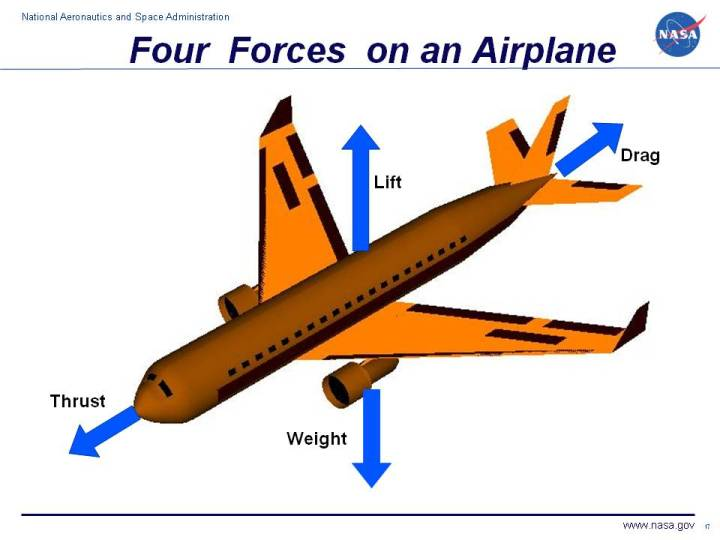 National Aeronautics and Space Administration
NASA
Four Forces on an Airplane
Drag
Lift
Thrust
Weight
www.nasa.gov